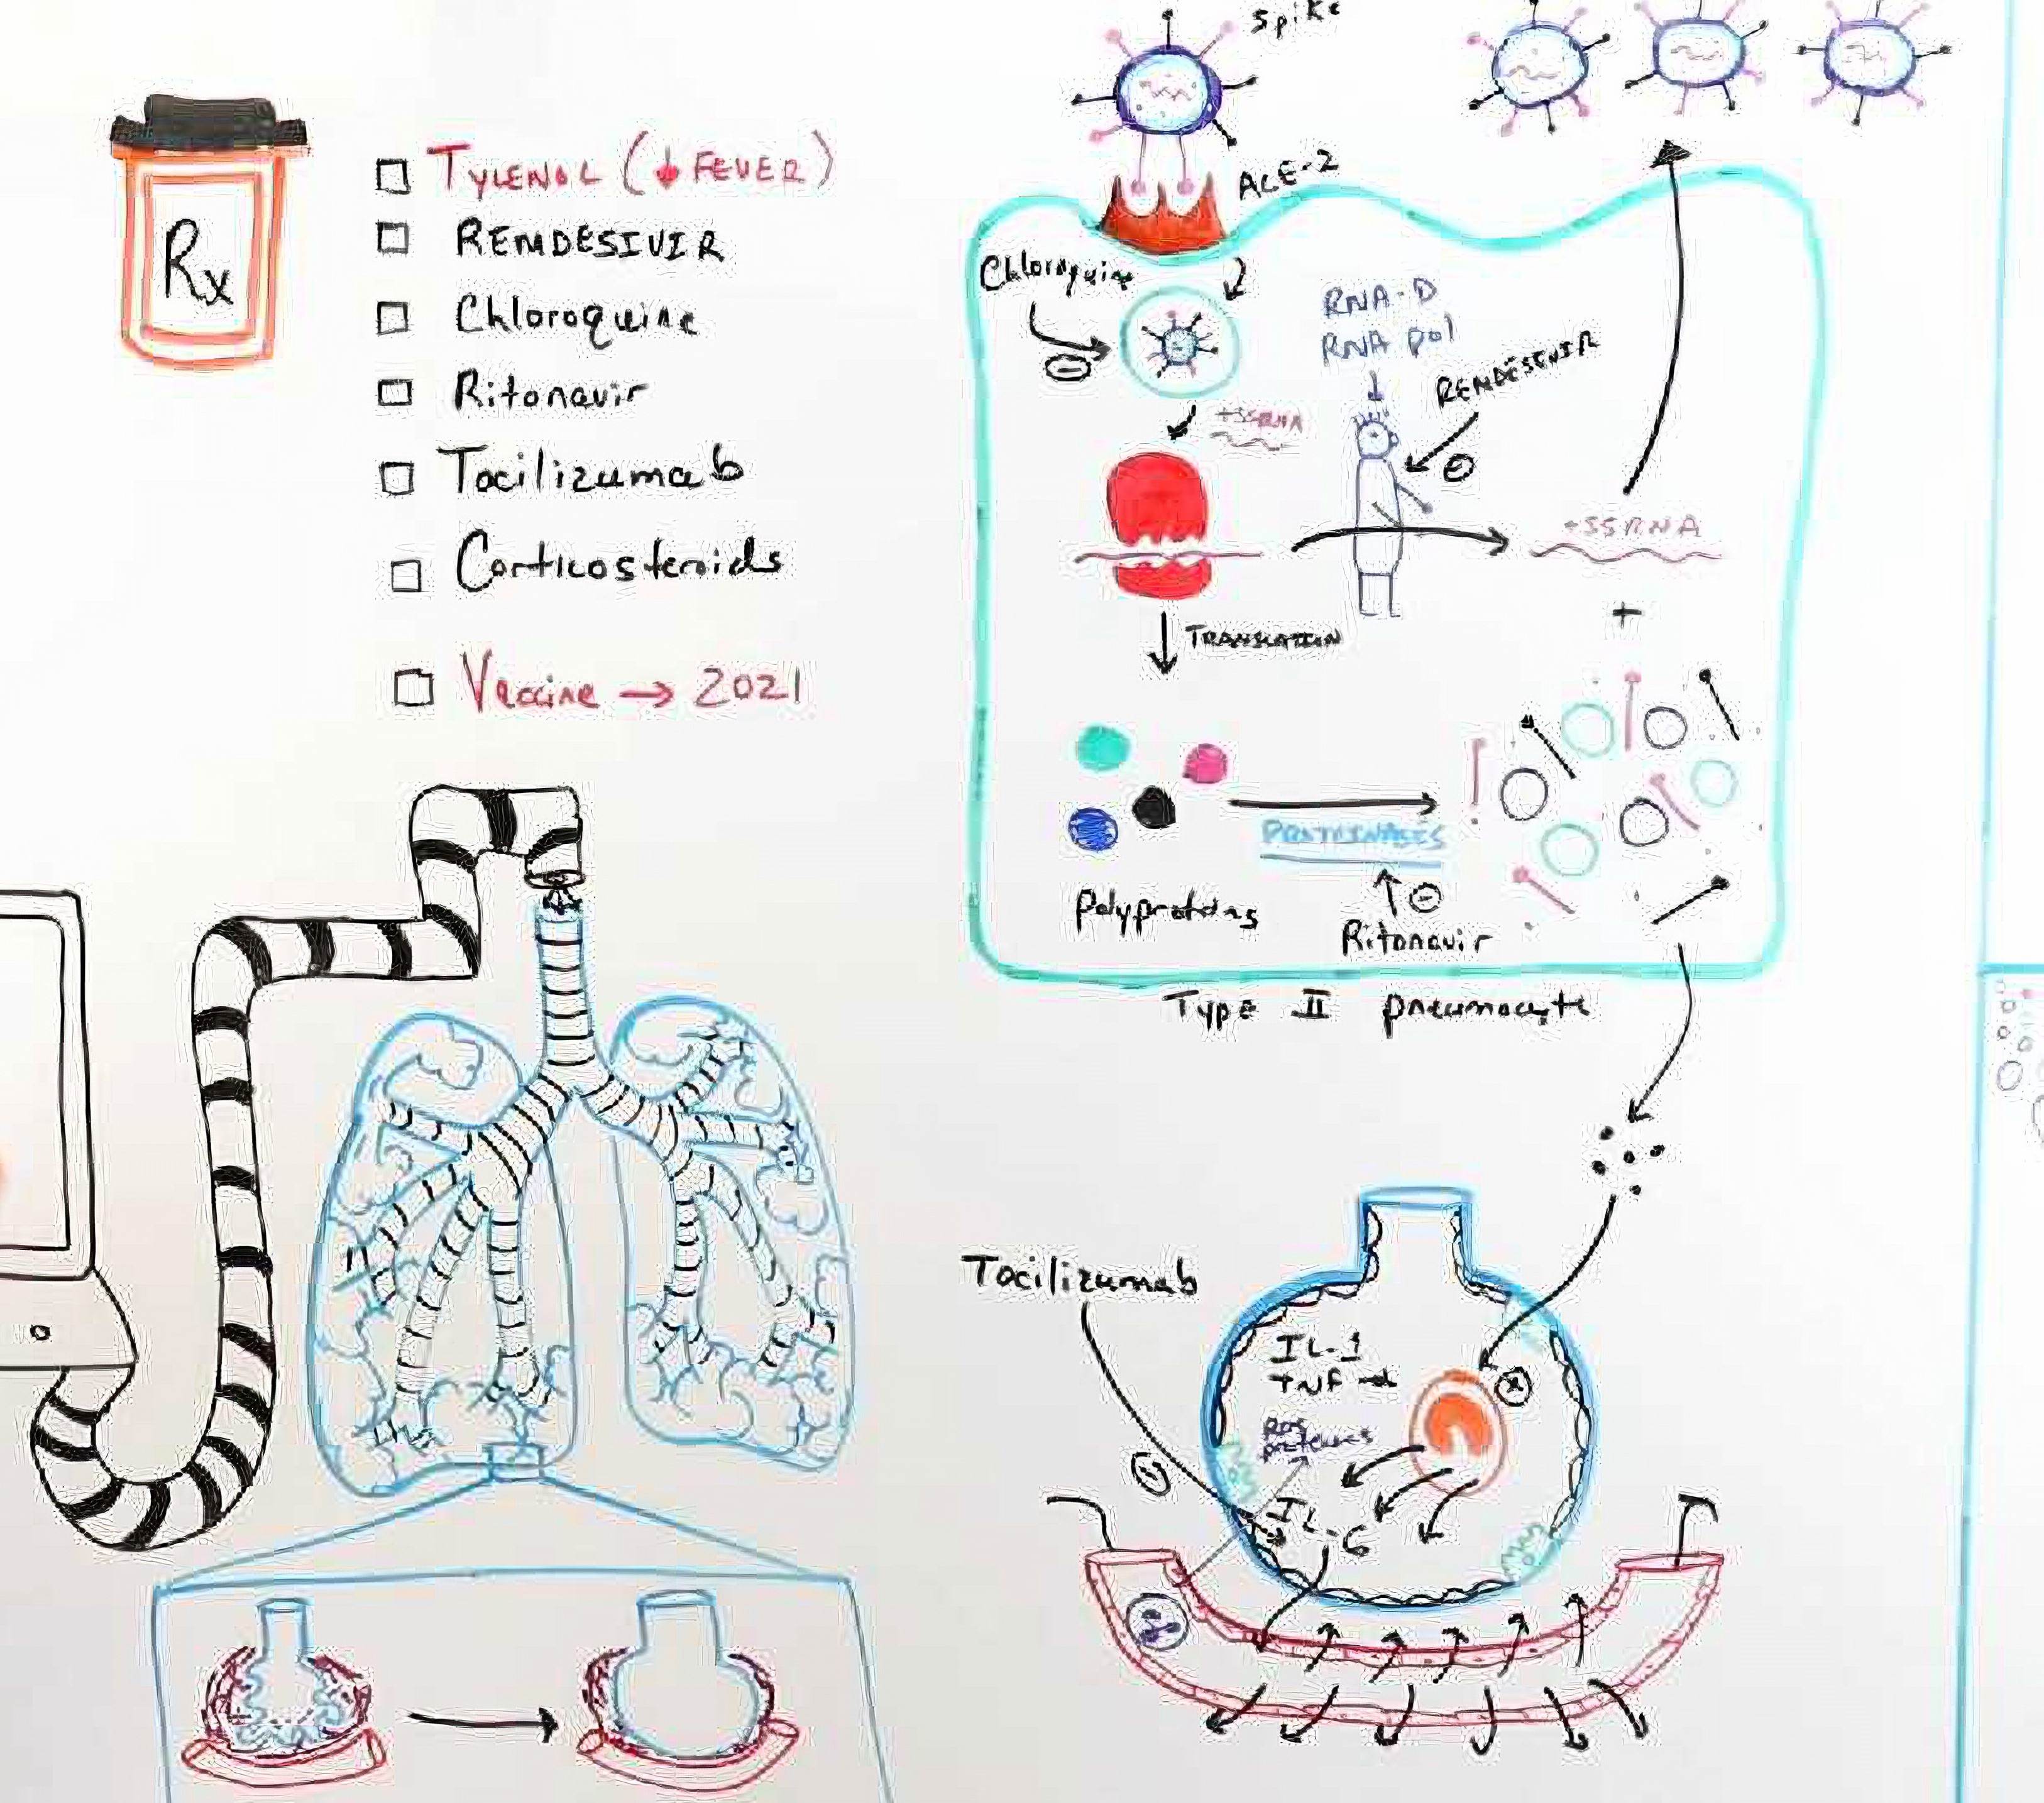 Rx
TYLENOL (↓FEVER)
REMDESIVIR
Chloroquine
Ritonavir
Tocilizumab
Corticosteroids
Vaccine → 2021
Spike
ACE-2
Chloroquine
RNA-D
RNA pol
REMDESIVIR
+SSRNA
+SSRNA
+
TRANSLATION
PROTEINASES
Polyproteins
Ritonavir
Type II pneumocyte
Tocilizumab
IL-1
TNF-α
ROS
proteases
IL-6